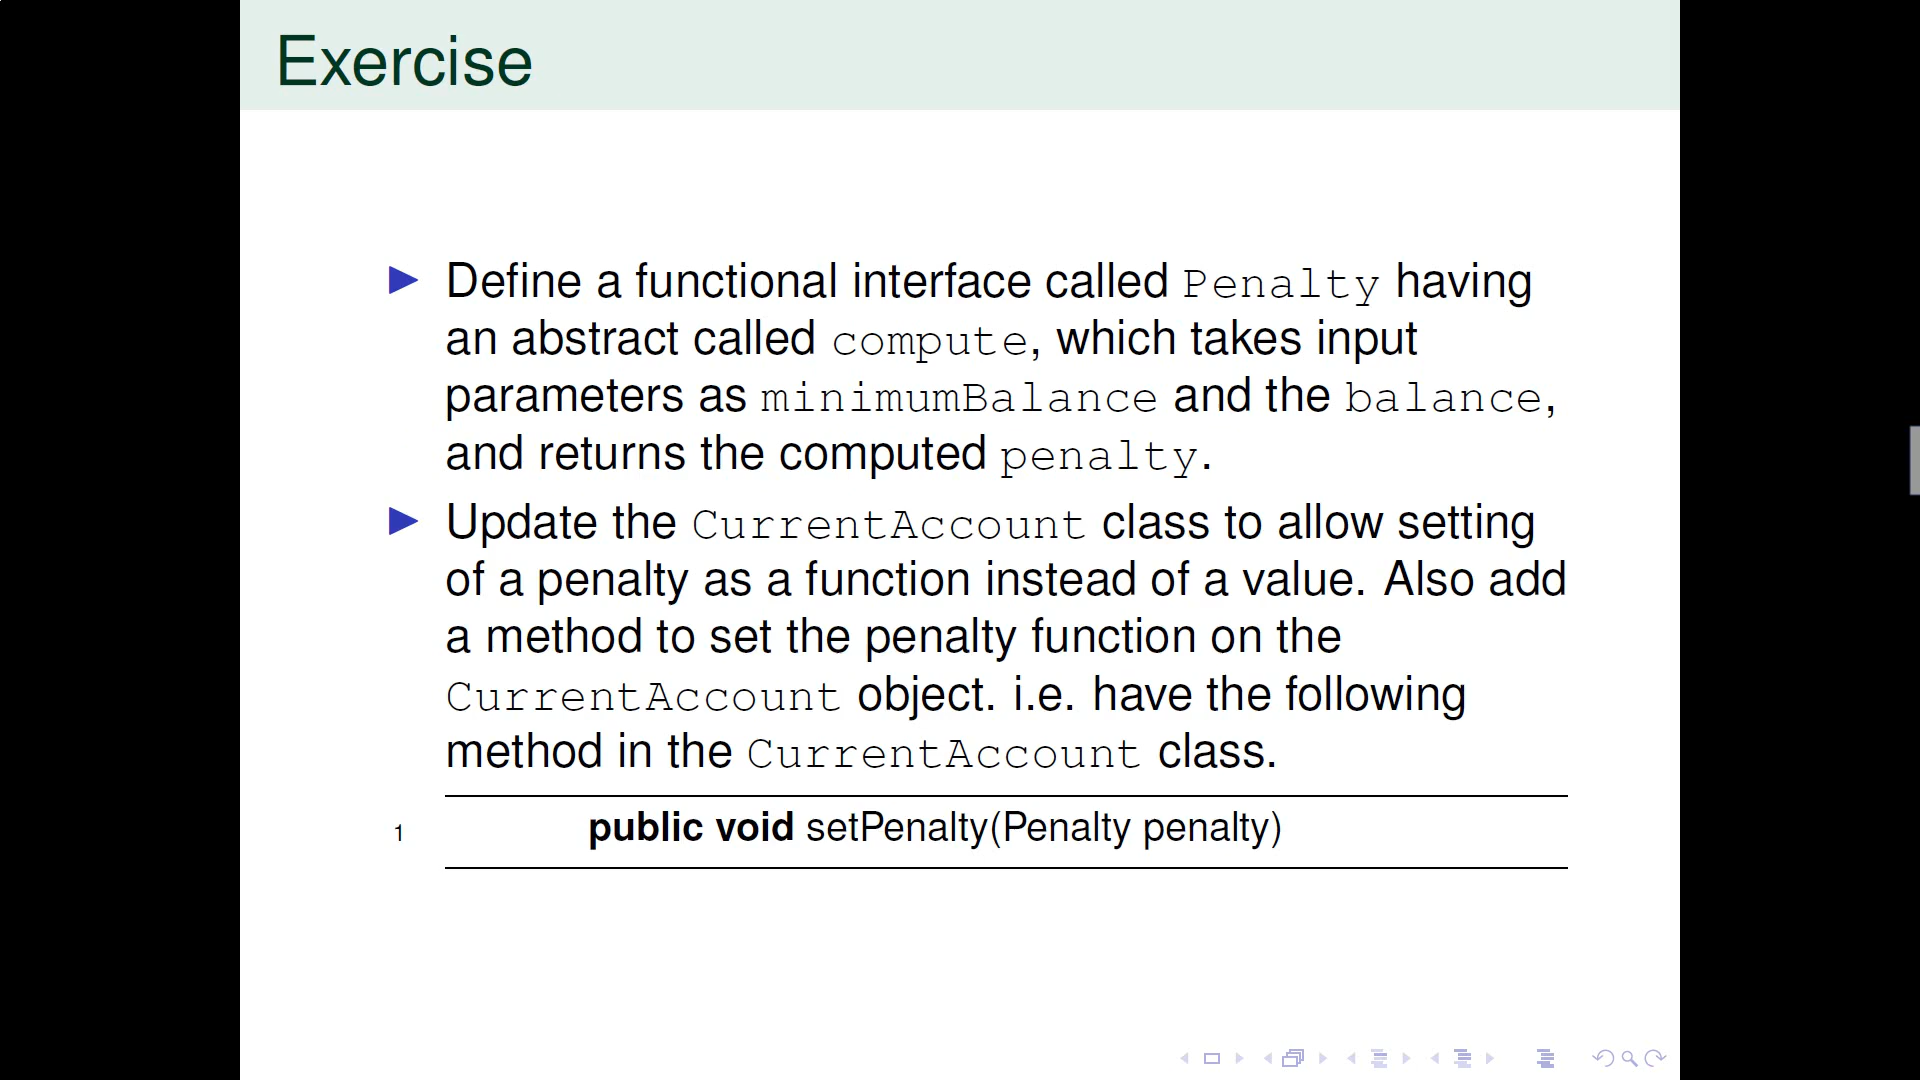 Exercise
Define a functional interface called Penalty having
an abstract called compute, which takes input
parameters as minimumBalance and the balance,
and returns the computed penalty.
Update the CurrentAccount class to allow setting
of a penalty as a function instead of a value. Also add
a method to set the penalty function on the
CurrentAccount object. i.e. have the following
method in the CurrentAccount class.
1 public void setPenalty(Penalty penalty)